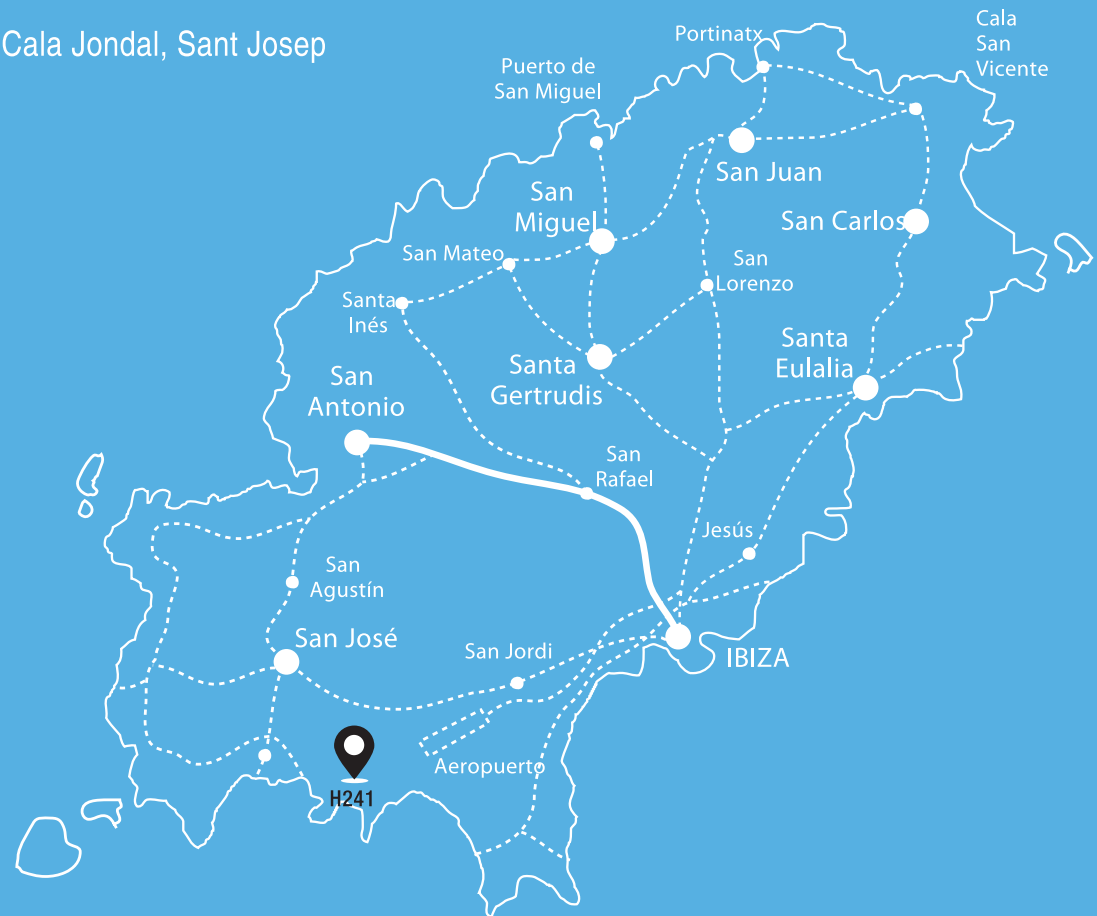 Cala Jondal, Sant Josep
Portinatx
Cala
San
Vicente
Puerto de
San Miguel
San Juan
San
Miguel
San Carlos
San Mateo
San
Lorenzo
Santa
Inés
Santa
Eulalia
Santa
Gertrudis
San
Antonio
San
Rafael
Jesús
San
Agustín
San José
San Jordi
IBIZA
Aeropuerto
H241